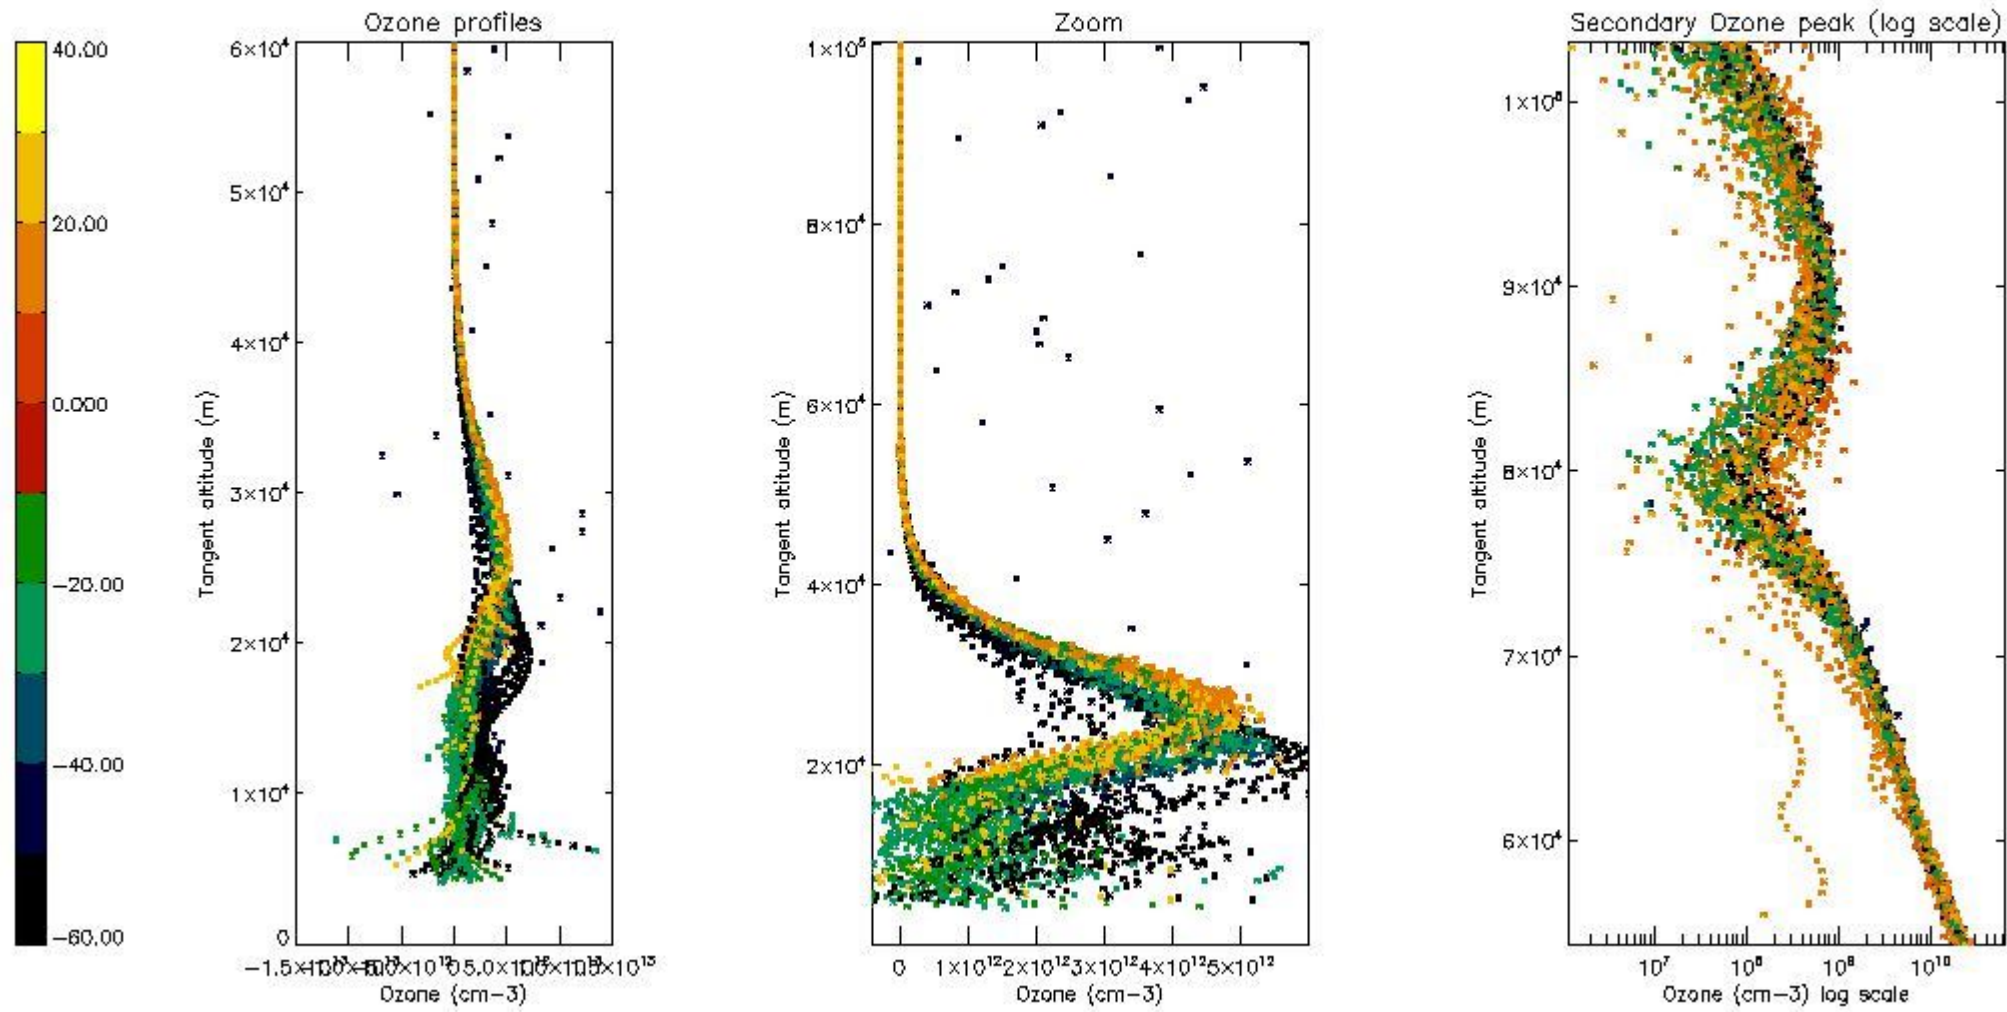 Ozone profiles
Zoom
Secondary Ozone peak (log scale)
40.00
20.00
0.000
−20.00
−40.00
−60.00
6×10⁴
5×10⁴
4×10⁴
3×10⁴
2×10⁴
1×10⁴
0
Tangent altitude (m)
Ozone (cm−3)
1×10⁵
8×10⁴
6×10⁴
4×10⁴
2×10⁴
Tangent altitude (m)
0 1×10¹² 2×10¹² 3×10¹² 4×10¹² 5×10¹²
Ozone (cm−3)
1×10⁵
9×10⁴
8×10⁴
7×10⁴
6×10⁴
Tangent altitude (m)
10⁷ 10⁸ 10⁹ 10¹⁰
Ozone (cm−3) log scale